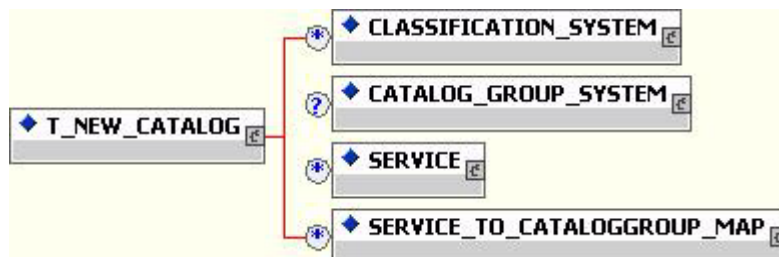 * CLASSIFICATION_SYSTEM
? CATALOG_GROUP_SYSTEM
T_NEW_CATALOG
* SERVICE
* SERVICE_TO_CATALOGGROUP_MAP